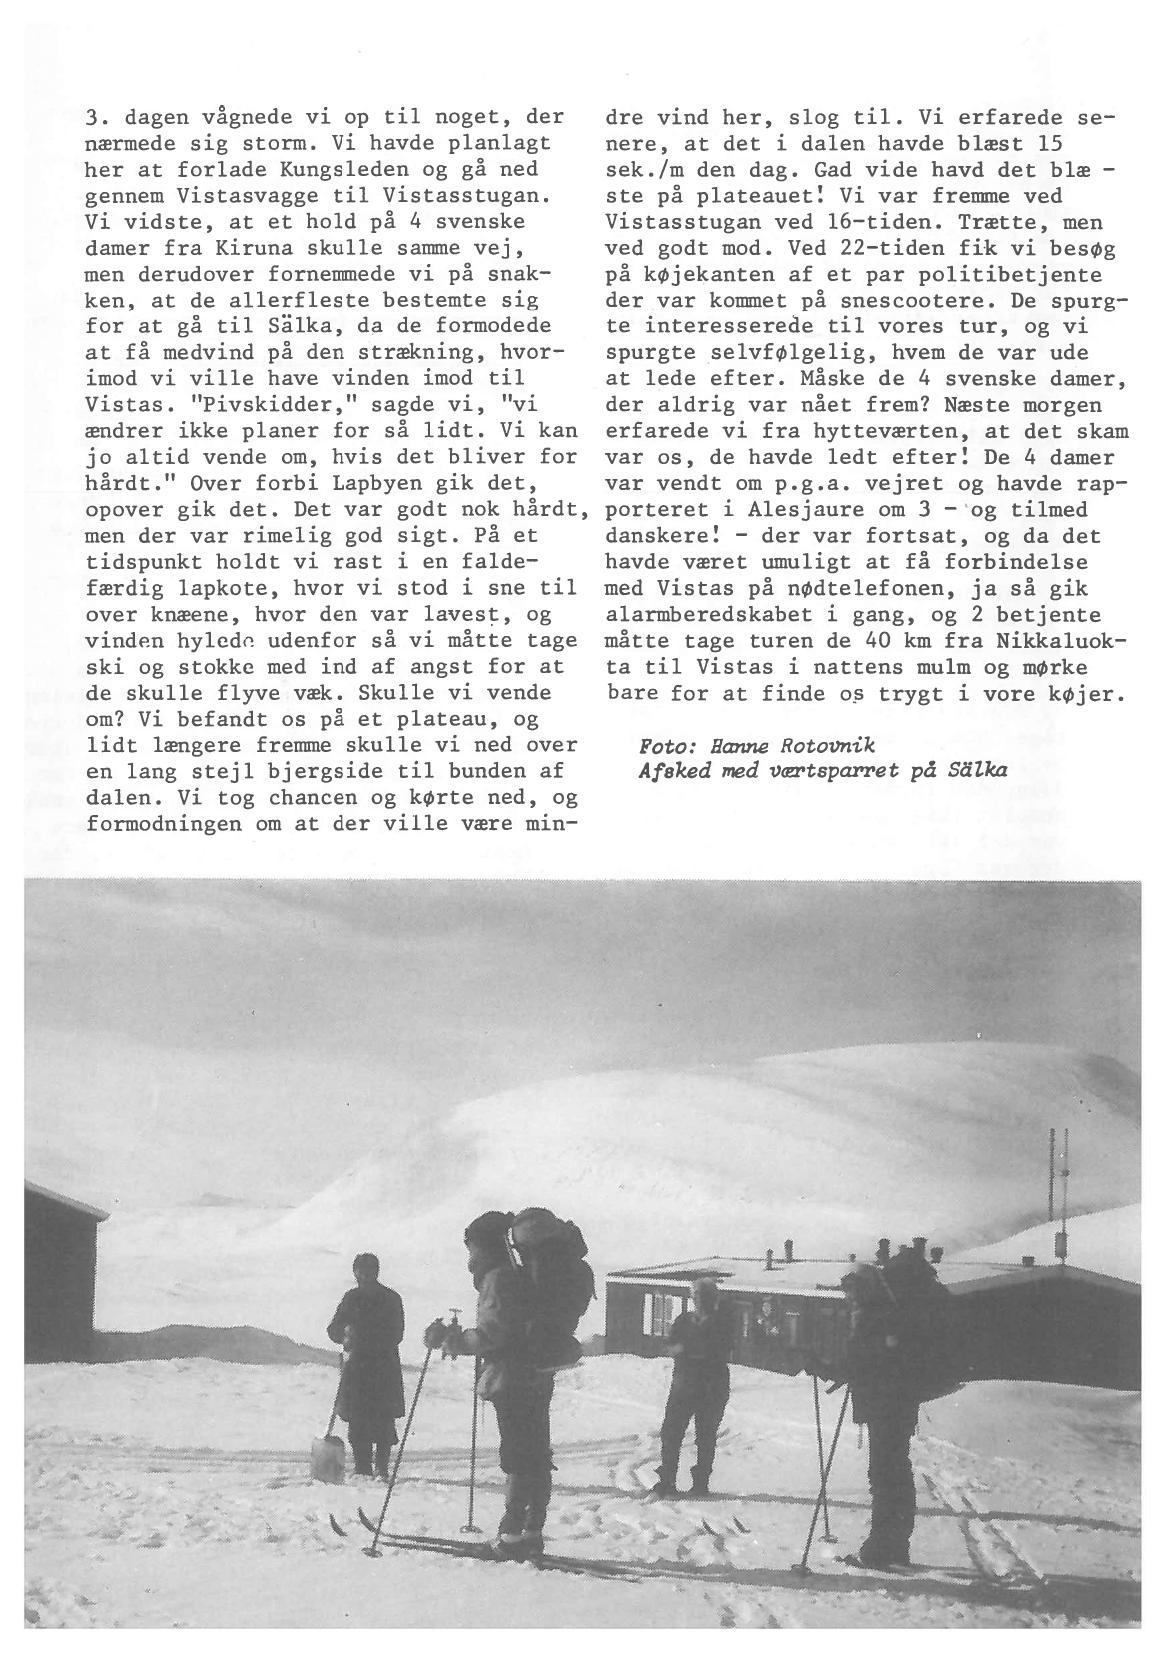 3. dagen vågnede vi op til noget, der
nærmede sig storm. Vi havde planlagt
her at forlade Kungsleden og gå ned
gennem Vistasvagge til Vistasstugan.
Vi vidste, at et hold på 4 svenske
damer fra Kiruna skulle samme vej,
men derudover fornemmede vi på snak-
ken, at de allerfleste bestemte sig
for at gå til Sälka, da de formodede
at få medvind på den strækning, hvor-
imod vi ville have vinden imod til
Vistas. "Pivskidder," sagde vi, "vi
ændrer ikke planer for så lidt. Vi kan
jo altid vende om, hvis det bliver for
hårdt." Over forbi Lapbyen gik det,
opover gik det. Det var godt nok hårdt,
men der var rimelig god sigt. På et
tidspunkt holdt vi rast i en falde-
færdig lapkote, hvor vi stod i sne til
over knæene, hvor den var lavest, og
vinden hylede udenfor så vi måtte tage
ski og stokke med ind af angst for at
de skulle flyve væk. Skulle vi vende
om? Vi befandt os på et plateau, og
lidt længere fremme skulle vi ned over
en lang stejl bjergside til bunden af
dalen. Vi tog chancen og kørte ned, og
formodningen om at der ville være min-
dre vind her, slog til. Vi erfarede se-
nere, at det i dalen havde blæst 15
sek./m den dag. Gad vide havd det blæ -
ste på plateauet! Vi var fremme ved
Vistasstugan ved 16-tiden. Trætte, men
ved godt mod. Ved 22-tiden fik vi besøg
på køjekanten af et par politibetjente
der var kommet på snescootere. De spurg-
te interesserede til vores tur, og vi
spurgte selvfølgelig, hvem de var ude
at lede efter. Måske de 4 svenske damer,
der aldrig var nået frem? Næste morgen
erfarede vi fra hytteværten, at det skam
var os, de havde ledt efter! De 4 damer
var vendt om p.g.a. vejret og havde rap-
porteret i Alesjaure om 3 - og tilmed
danskere! - der var fortsat, og da det
havde været umuligt at få forbindelse
med Vistas på nødtelefonen, ja så gik
alarmberedskabet i gang, og 2 betjente
måtte tage turen de 40 km fra Nikkaluok-
ta til Vistas i nattens mulm og mørke
bare for at finde os trygt i vore køjer.
Foto: Hanne Rotovnik
Afsked med værtsparret på Sälka